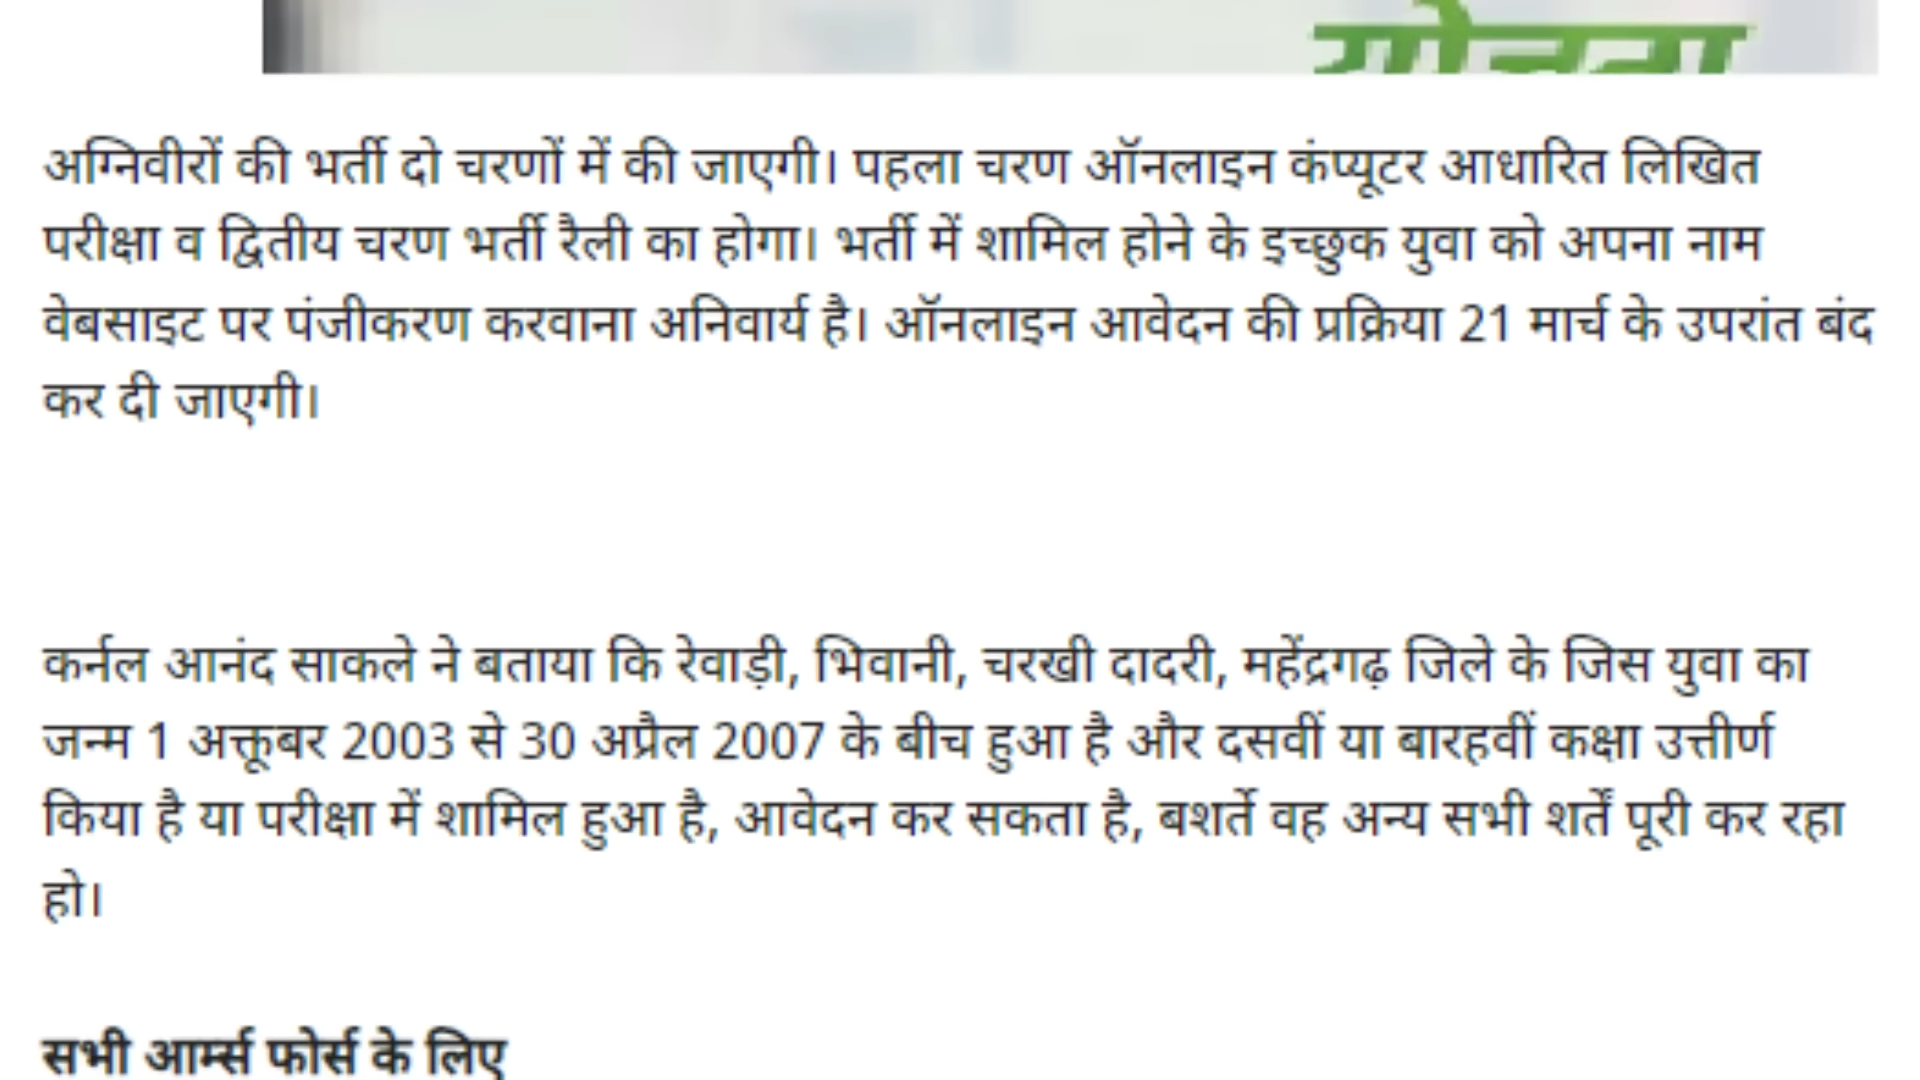 योजना
अग्निवीरों की भर्ती दो चरणों में की जाएगी। पहला चरण ऑनलाइन कंप्यूटर आधारित लिखित
परीक्षा व द्वितीय चरण भर्ती रैली का होगा। भर्ती में शामिल होने के इच्छुक युवा को अपना नाम
वेबसाइट पर पंजीकरण करवाना अनिवार्य है। ऑनलाइन आवेदन की प्रक्रिया 21 मार्च के उपरांत बंद
कर दी जाएगी।
कर्नल आनंद साकले ने बताया कि रेवाड़ी, भिवानी, चरखी दादरी, महेंद्रगढ़ जिले के जिस युवा का
जन्म 1 अक्तूबर 2003 से 30 अप्रैल 2007 के बीच हुआ है और दसवीं या बारहवीं कक्षा उत्तीर्ण
किया है या परीक्षा में शामिल हुआ है, आवेदन कर सकता है, बशर्ते वह अन्य सभी शर्तें पूरी कर रहा
हो।
सभी आर्म्स फोर्स के लिए